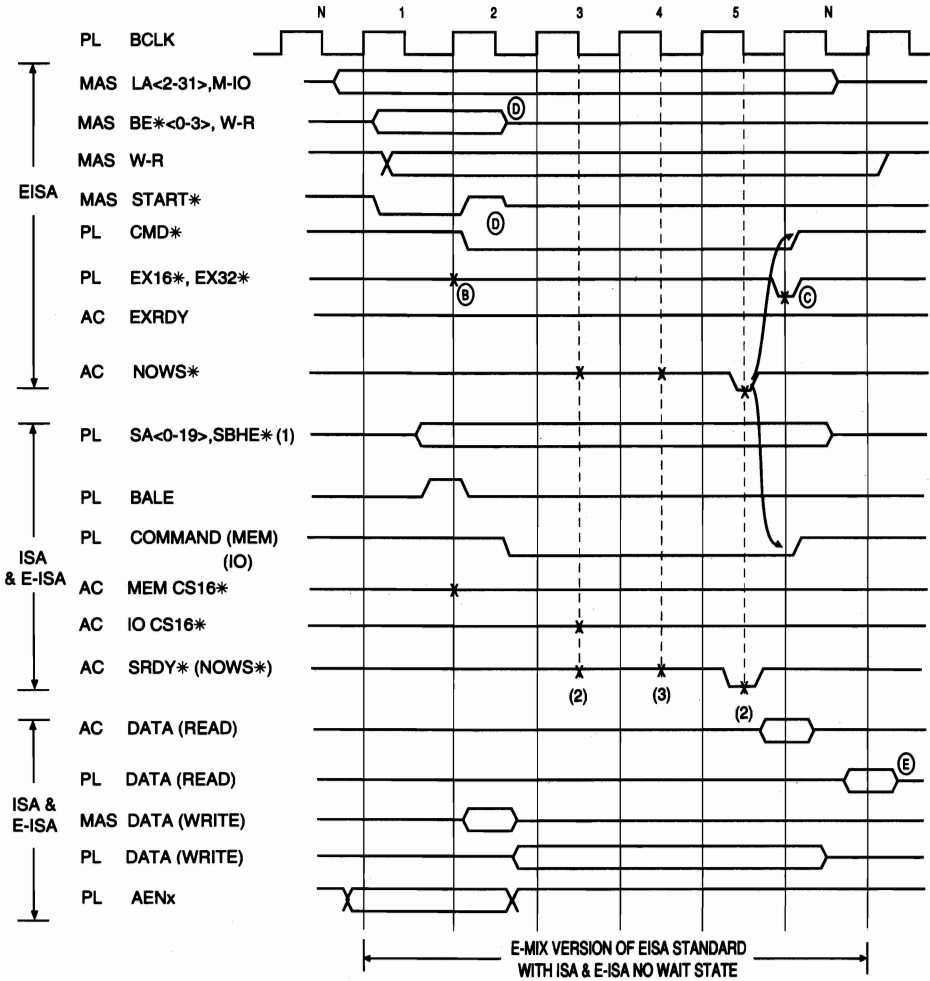 N 1 2 3 4 5 N
PL BCLK
MAS LA<2-31>,M-IO
MAS BE*<0-3>, W-R
D
MAS W-R
EISA
MAS START*
D
PL CMD*
PL EX16*, EX32*
B
C
AC EXRDY
AC NOWS*
PL SA<0-19>,SBHE* (1)
PL BALE
PL COMMAND (MEM)
(IO)
ISA
& E-ISA
AC MEM CS16*
AC IO CS16*
AC SRDY* (NOWS*)
(2) (3) (2)
AC DATA (READ)
PL DATA (READ)
E
ISA &
E-ISA
MAS DATA (WRITE)
PL DATA (WRITE)
PL AENx
E-MIX VERSION OF EISA STANDARD
WITH ISA & E-ISA NO WAIT STATE